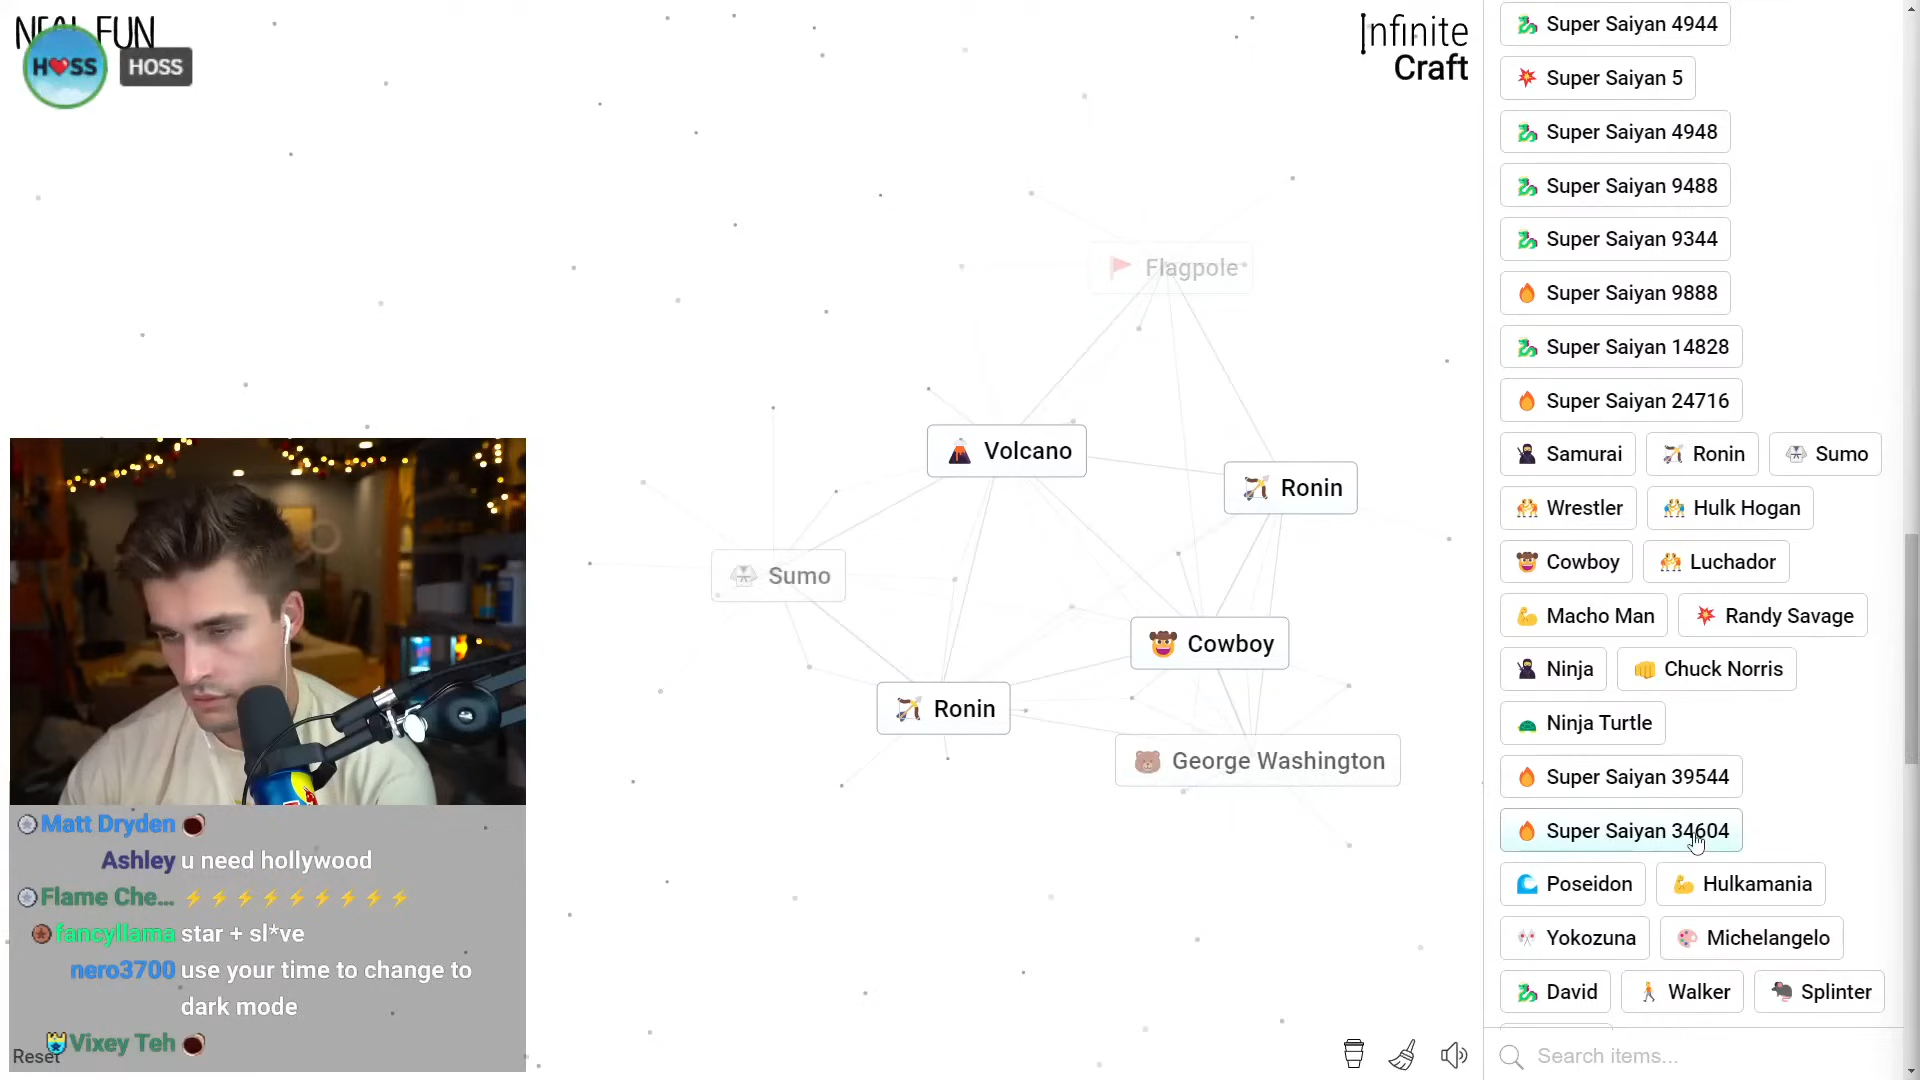 NEAL.FUN
H❤SS
HOSS
Infinite
Craft
Flagpole
Volcano
Ronin
Sumo
Cowboy
Ronin
George Washington
Matt Dryden
Ashley u need hollywood
Flame Che... ⚡⚡⚡⚡⚡⚡⚡⚡⚡
fancyllama star + sl*ve
nero3700 use your time to change to
dark mode
Vixey Teh
Reset
Super Saiyan 4944
Super Saiyan 5
Super Saiyan 4948
Super Saiyan 9488
Super Saiyan 9344
Super Saiyan 9888
Super Saiyan 14828
Super Saiyan 24716
Samurai Ronin Sumo
Wrestler Hulk Hogan
Cowboy Luchador
Macho Man Randy Savage
Ninja Chuck Norris
Ninja Turtle
Super Saiyan 39544
Super Saiyan 34604
Poseidon Hulkamania
Yokozuna Michelangelo
David Walker Splinter
Search items...